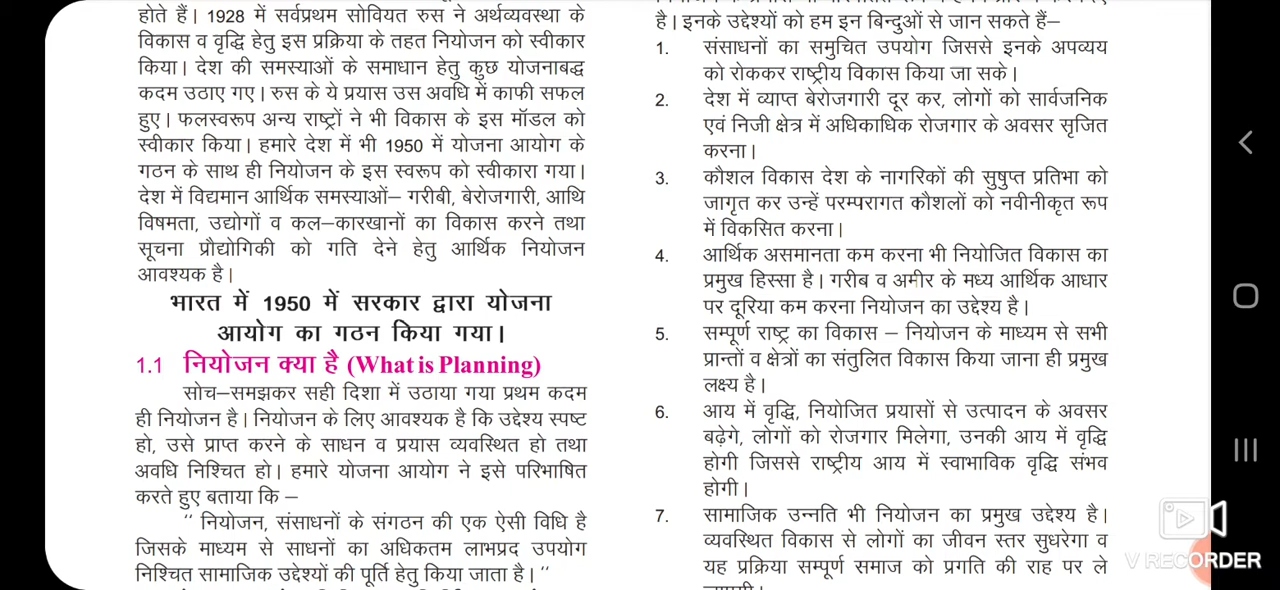 होते हैं। 1928 में सर्वप्रथम सोवियत रुस ने अर्थव्यवस्था के
विकास व वृद्धि हेतु इस प्रक्रिया के तहत नियोजन को स्वीकार
किया। देश की समस्याओं के समाधान हेतु कुछ योजनाबद्ध
कदम उठाए गए। रुस के ये प्रयास उस अवधि में काफी सफल
हुए। फलस्वरूप अन्य राष्ट्रों ने भी विकास के इस मॉडल को
स्वीकार किया। हमारे देश में भी 1950 में योजना आयोग के
गठन के साथ ही नियोजन के इस स्वरूप को स्वीकारा गया।
देश में विद्यमान आर्थिक समस्याओं– गरीबी, बेरोजगारी, आथि
विषमता, उद्योगों व कल–कारखानों का विकास करने तथा
सूचना प्रौद्योगिकी को गति देने हेतु आर्थिक नियोजन
आवश्यक है।
भारत में 1950 में सरकार द्वारा योजना
आयोग का गठन किया गया।
1.1 नियोजन क्या है (What is Planning)
सोच–समझकर सही दिशा में उठाया गया प्रथम कदम
ही नियोजन है। नियोजन के लिए आवश्यक है कि उद्देश्य स्पष्ट
हो, उसे प्राप्त करने के साधन व प्रयास व्यवस्थित हो तथा
अवधि निश्चित हो। हमारे योजना आयोग ने इसे परिभाषित
करते हुए बताया कि –
“ नियोजन, संसाधनों के संगठन की एक ऐसी विधि है
जिसके माध्यम से साधनों का अधिकतम लाभप्रद उपयोग
निश्चित सामाजिक उद्देश्यों की पूर्ति हेतु किया जाता है। “
है। इनके उद्देश्यों को हम इन बिन्दुओं से जान सकते हैं–
1. संसाधनों का समुचित उपयोग जिससे इनके अपव्यय
को रोककर राष्ट्रीय विकास किया जा सके।
2. देश में व्याप्त बेरोजगारी दूर कर, लोगों को सार्वजनिक
एवं निजी क्षेत्र में अधिकाधिक रोजगार के अवसर सृजित
करना।
3. कौशल विकास देश के नागरिकों की सुषुप्त प्रतिभा को
जागृत कर उन्हें परम्परागत कौशलों को नवीनीकृत रूप
में विकसित करना।
4. आर्थिक असमानता कम करना भी नियोजित विकास का
प्रमुख हिस्सा है। गरीब व अमीर के मध्य आर्थिक आधार
पर दूरिया कम करना नियोजन का उद्देश्य है।
5. सम्पूर्ण राष्ट्र का विकास – नियोजन के माध्यम से सभी
प्रान्तों व क्षेत्रों का संतुलित विकास किया जाना ही प्रमुख
लक्ष्य है।
6. आय में वृद्धि, नियोजित प्रयासों से उत्पादन के अवसर
बढ़ेगे, लोगों को रोजगार मिलेगा, उनकी आय में वृद्धि
होगी जिससे राष्ट्रीय आय में स्वाभाविक वृद्धि संभव
होगी।
7. सामाजिक उन्नति भी नियोजन का प्रमुख उद्देश्य है।
व्यवस्थित विकास से लोगों का जीवन स्तर सुधरेगा व
यह प्रक्रिया सम्पूर्ण समाज को प्रगति की राह पर ले
V RECORDER